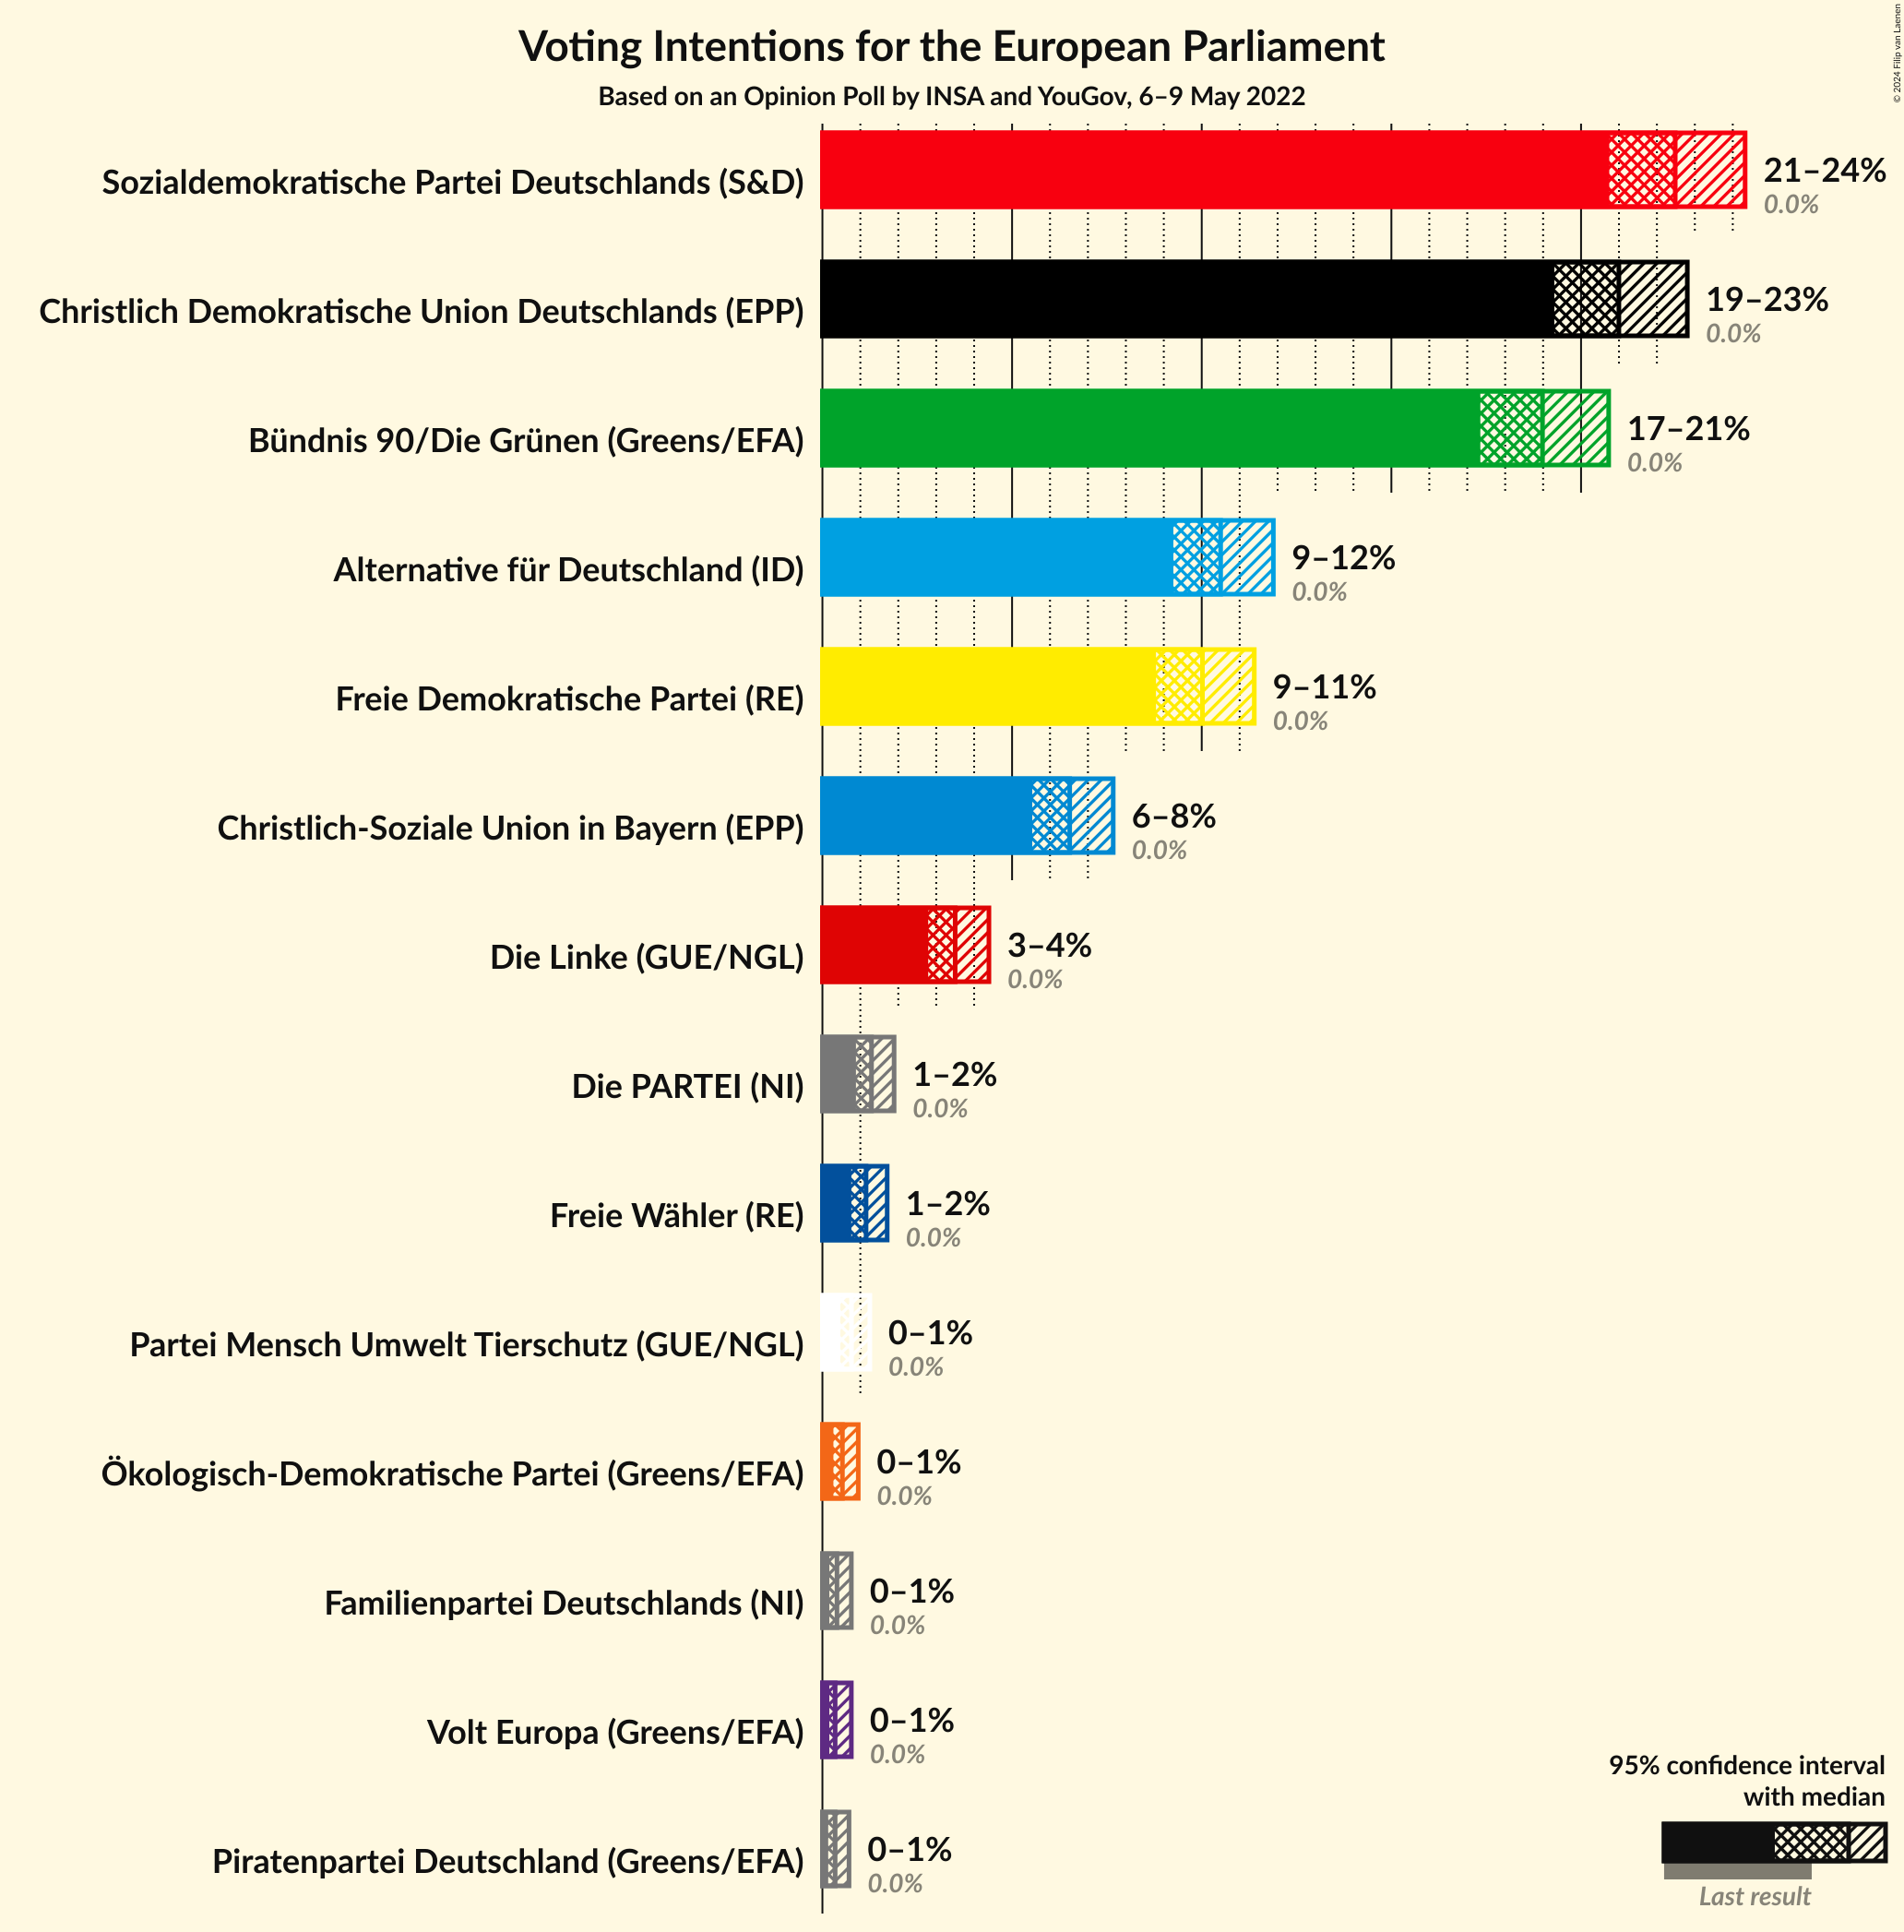 Voting Intentions for the European Parliament
Based on an Opinion Poll by INSA and YouGov, 6–9 May 2022
© 2024 Filip van Laenen
Sozialdemokratische Partei Deutschlands (S&D)
21–24%
0.0%
Christlich Demokratische Union Deutschlands (EPP)
19–23%
0.0%
Bündnis 90/Die Grünen (Greens/EFA)
17–21%
0.0%
Alternative für Deutschland (ID)
9–12%
0.0%
Freie Demokratische Partei (RE)
9–11%
0.0%
Christlich-Soziale Union in Bayern (EPP)
6–8%
0.0%
Die Linke (GUE/NGL)
3–4%
0.0%
Die PARTEI (NI)
1–2%
0.0%
Freie Wähler (RE)
1–2%
0.0%
Partei Mensch Umwelt Tierschutz (GUE/NGL)
0–1%
0.0%
Ökologisch-Demokratische Partei (Greens/EFA)
0–1%
0.0%
Familienpartei Deutschlands (NI)
0–1%
0.0%
Volt Europa (Greens/EFA)
0–1%
0.0%
Piratenpartei Deutschland (Greens/EFA)
0–1%
0.0%
95% confidence interval
with median
Last result